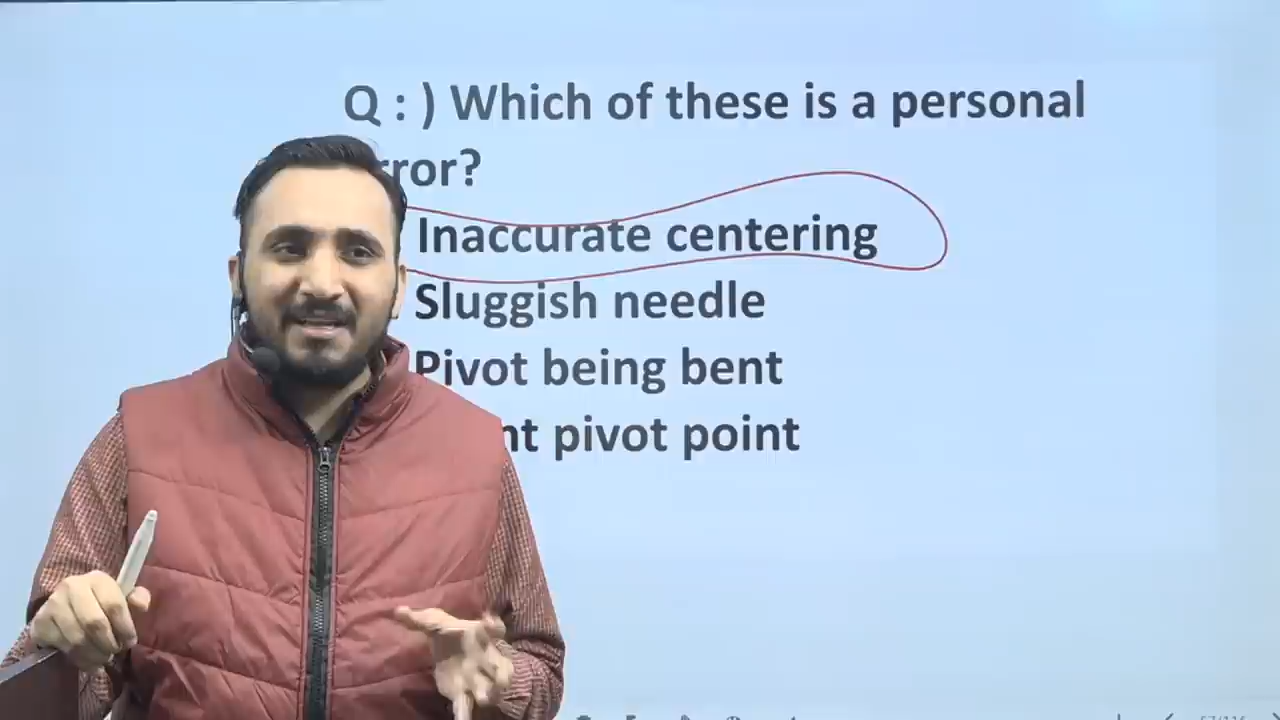 Q : ) Which of these is a personal
rror?
Inaccurate centering
Sluggish needle
Pivot being bent
nt pivot point